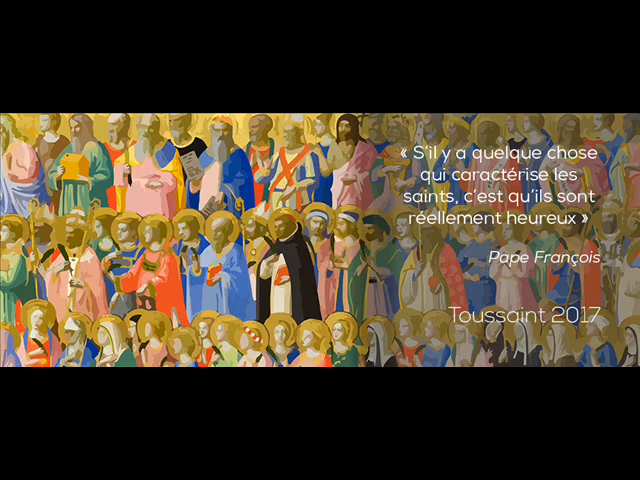 « S'il y a quelque chose
qui caractérise les
saints, c'est qu'ils sont
réellement heureux »
Pape François
Toussaint 2017